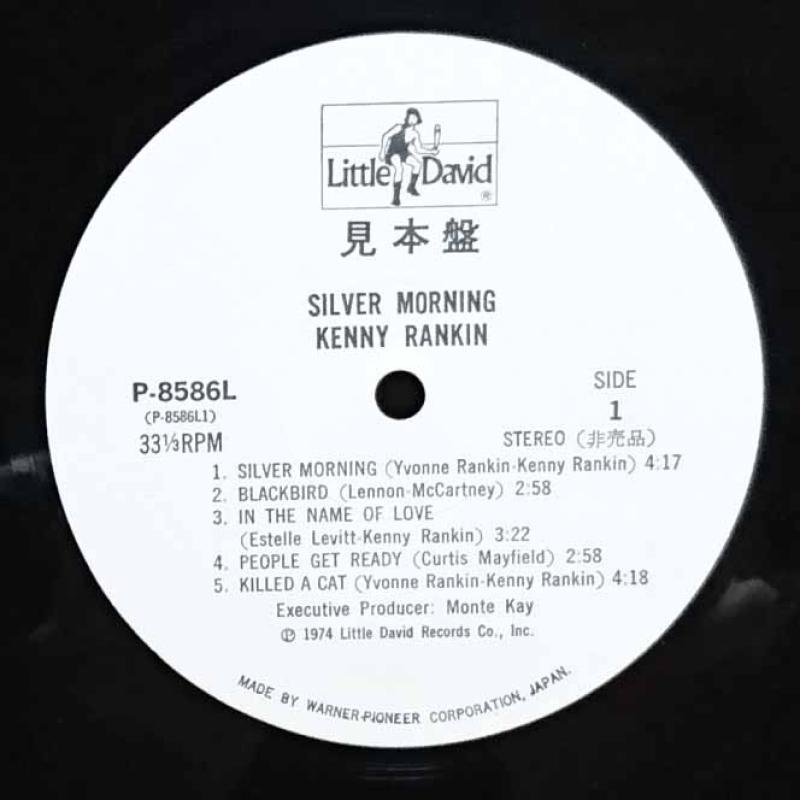 Little David
®
見本盤
SILVER MORNING
KENNY RANKIN
P-8586L
(P-8586L1)
33⅓RPM
SIDE
1
STEREO (非売品)
1. SILVER MORNING (Yvonne Rankin-Kenny Rankin) 4:17
2. BLACKBIRD (Lennon-McCartney) 2:58
3. IN THE NAME OF LOVE
(Estelle Levitt-Kenny Rankin) 3:22
4. PEOPLE GET READY (Curtis Mayfield) 2:58
5. KILLED A CAT (Yvonne Rankin-Kenny Rankin) 4:18
Executive Producer: Monte Kay
℗ 1974 Little David Records Co., Inc.
MADE BY WARNER-PIONEER CORPORATION, JAPAN.